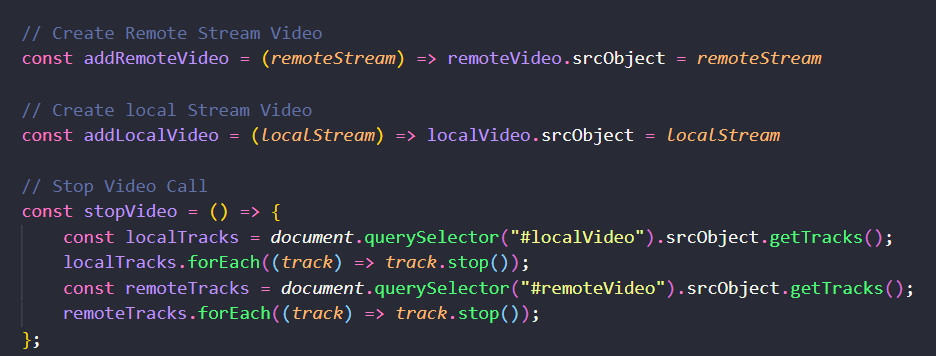 // Create Remote Stream Video
const addRemoteVideo = (remoteStream) => remoteVideo.srcObject = remoteStream
// Create local Stream Video
const addLocalVideo = (localStream) => localVideo.srcObject = localStream
// Stop Video Call
const stopVideo = () => {
    const localTracks = document.querySelector("#localVideo").srcObject.getTracks();
    localTracks.forEach((track) => track.stop());
    const remoteTracks = document.querySelector("#remoteVideo").srcObject.getTracks();
    remoteTracks.forEach((track) => track.stop());
};